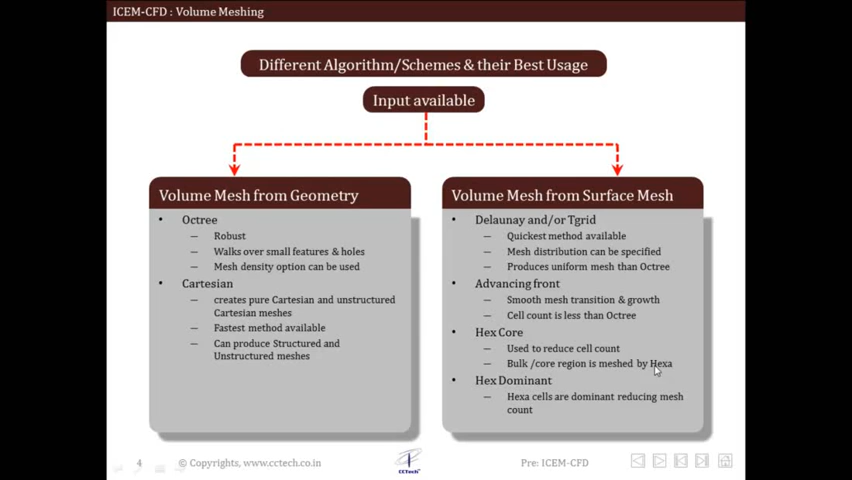 ICEM-CFD : Volume Meshing
Different Algorithm/Schemes & their Best Usage
Input available
Volume Mesh from Geometry
• Octree
— Robust
— Walks over small features & holes
— Mesh density option can be used
• Cartesian
— creates pure Cartesian and unstructured
Cartesian meshes
— Fastest method available
— Can produce Structured and
Unstructured meshes
Volume Mesh from Surface Mesh
• Delaunay and/or Tgrid
— Quickest method available
— Mesh distribution can be specified
— Produces uniform mesh than Octree
• Advancing front
— Smooth mesh transition & growth
— Cell count is less than Octree
• Hex Core
— Used to reduce cell count
— Bulk /core region is meshed by Hexa
• Hex Dominant
— Hexa cells are dominant reducing mesh
count
4
© Copyrights, www.cctech.co.in
CCTech™
Pre: ICEM-CFD